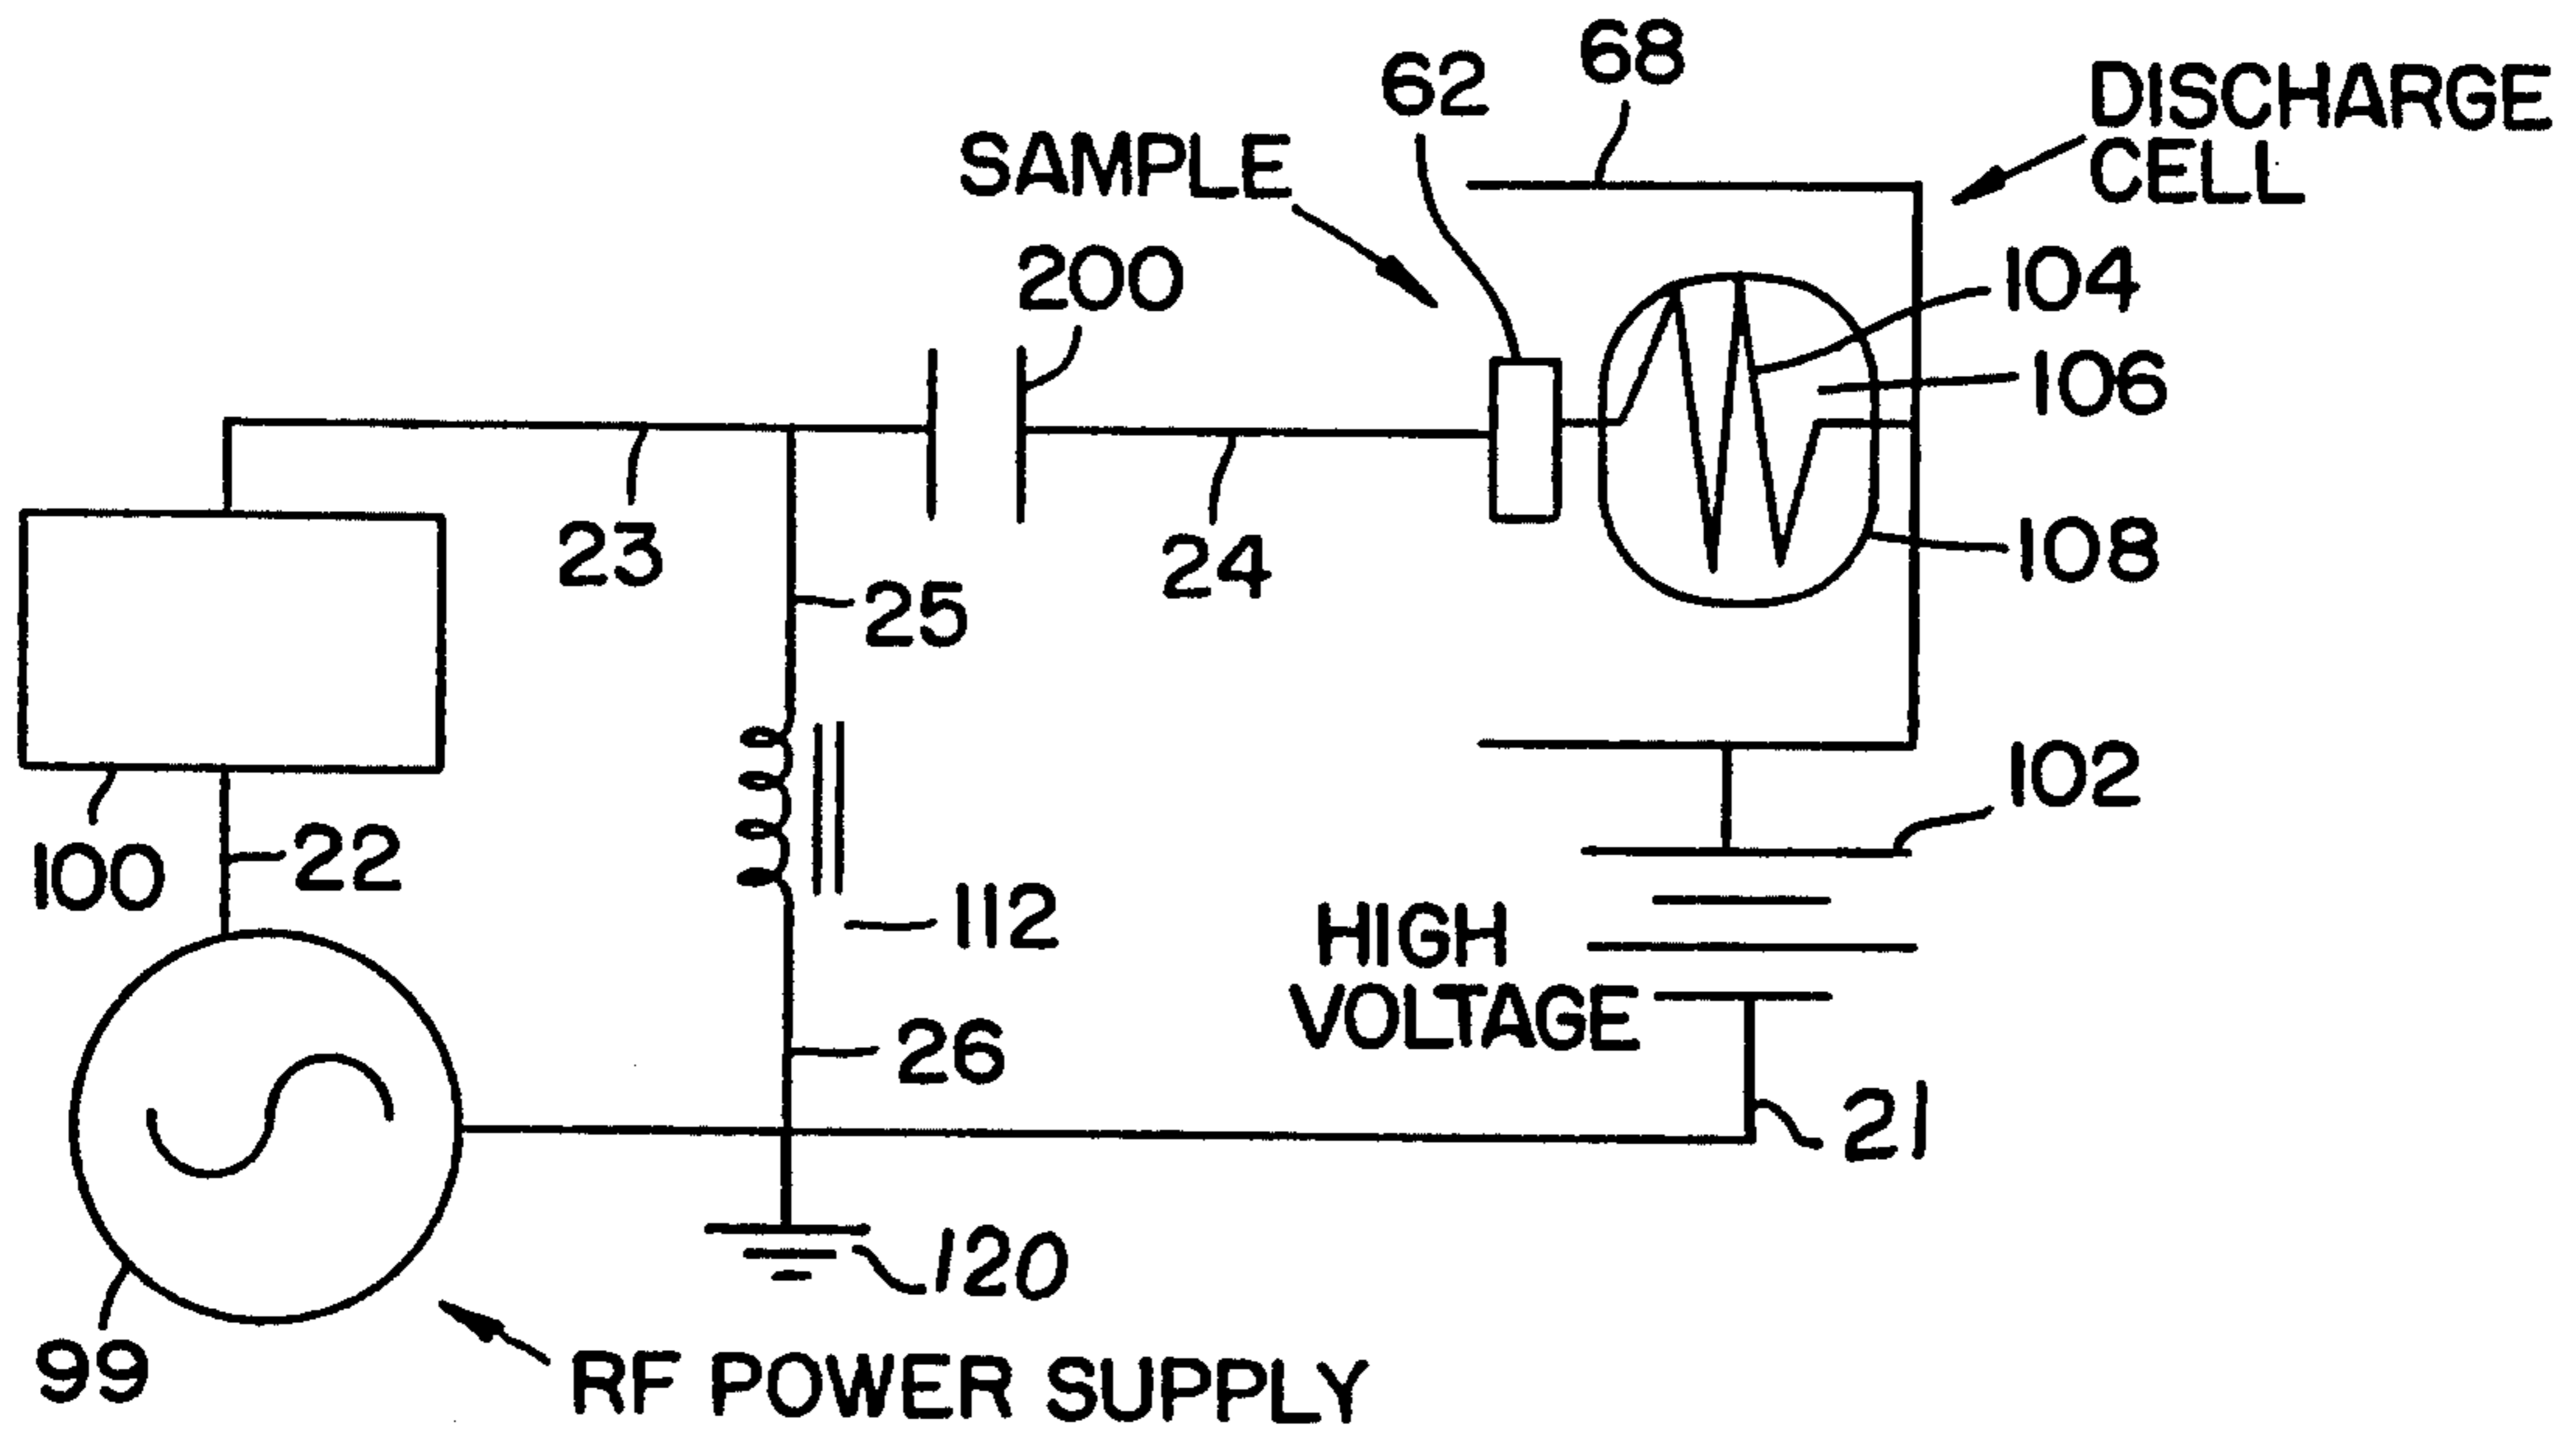 68
62
DISCHARGE
CELL
SAMPLE
200
104
106
23
24
108
25
102
100
22
112
HIGH
VOLTAGE
26
21
120
99
RF POWER SUPPLY